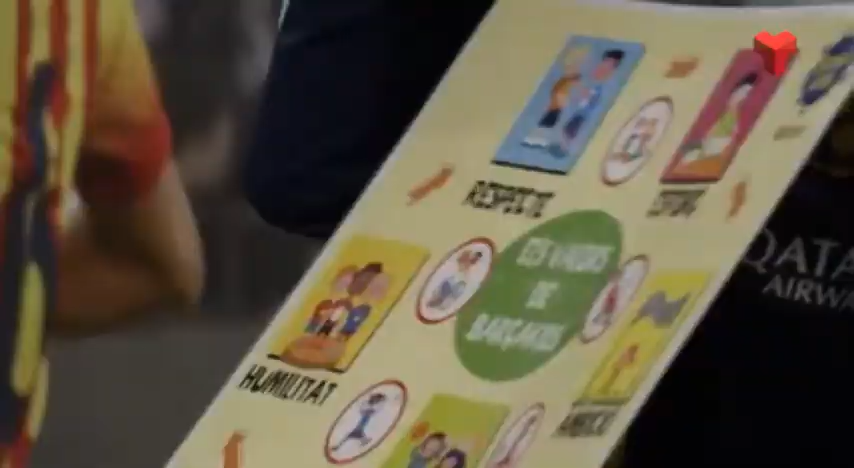 RESPECTE
ESFORÇ
ELS VALORS
DE
BARÇAKIDS
HUMILITAT
AMBICIÓ
QATAR
AIRWAYS